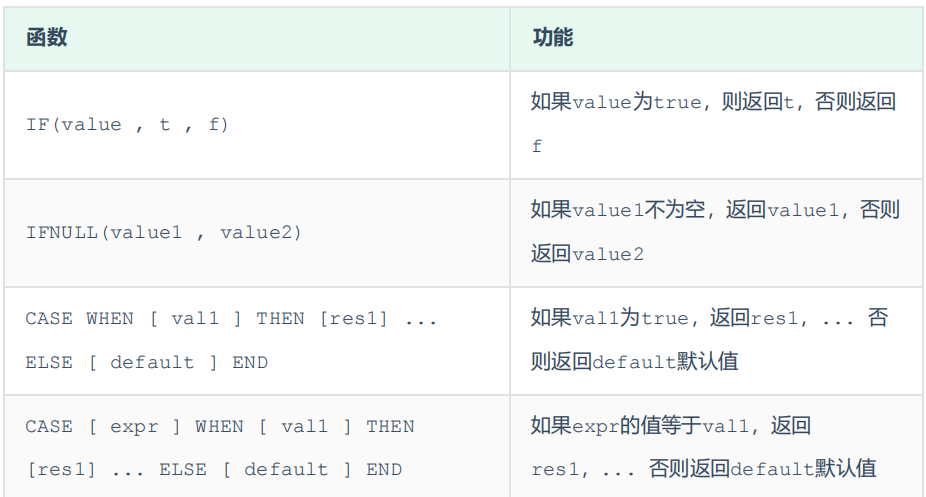 函数
功能
IF(value , t , f)
如果value为true，则返回t，否则返回
f
IFNULL(value1 , value2)
如果value1不为空，返回value1，否则
返回value2
CASE WHEN [ val1 ] THEN [res1] ...
ELSE [ default ] END
如果val1为true，返回res1，... 否
则返回default默认值
CASE [ expr ] WHEN [ val1 ] THEN
[res1] ... ELSE [ default ] END
如果expr的值等于val1，返回
res1，... 否则返回default默认值